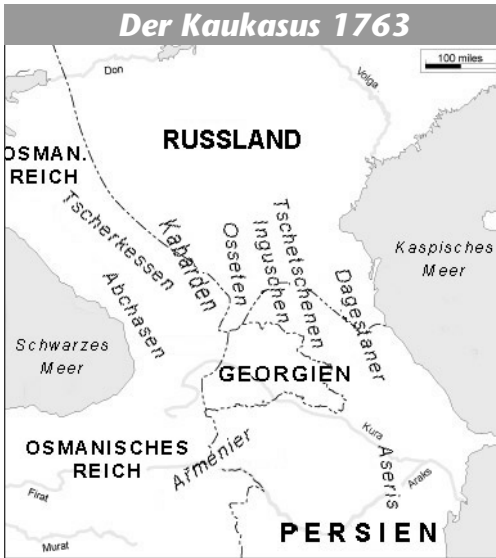 Der Kaukasus 1763
100 miles
Don
Volga
RUSSLAND
OSMAN.
REICH
Tscherkessen
Kabarden
Osseten
Inguschen
Tschetschenen
Dagestaner
Abchasen
Kaspisches
Meer
Schwarzes
Meer
GEORGIEN
OSMANISCHES
REICH
Armenier
Kura
Aseris
Araks
Firat
Murat
PERSIEN